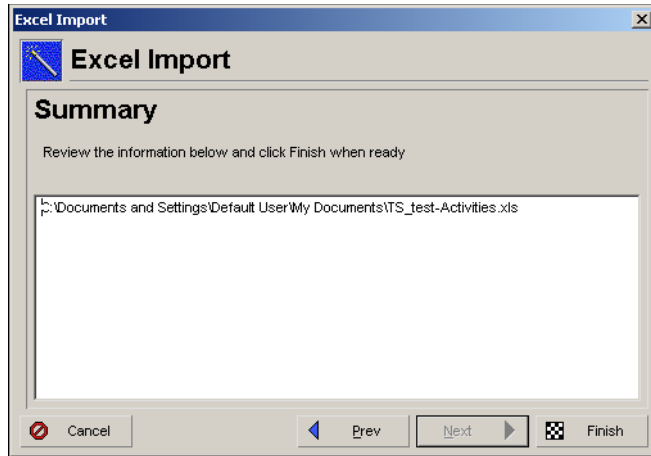 Excel Import
Excel Import
Summary
Review the information below and click Finish when ready
C:\Documents and Settings\Default User\My Documents\TS_test-Activities.xls
Cancel
Prev
Next
Finish